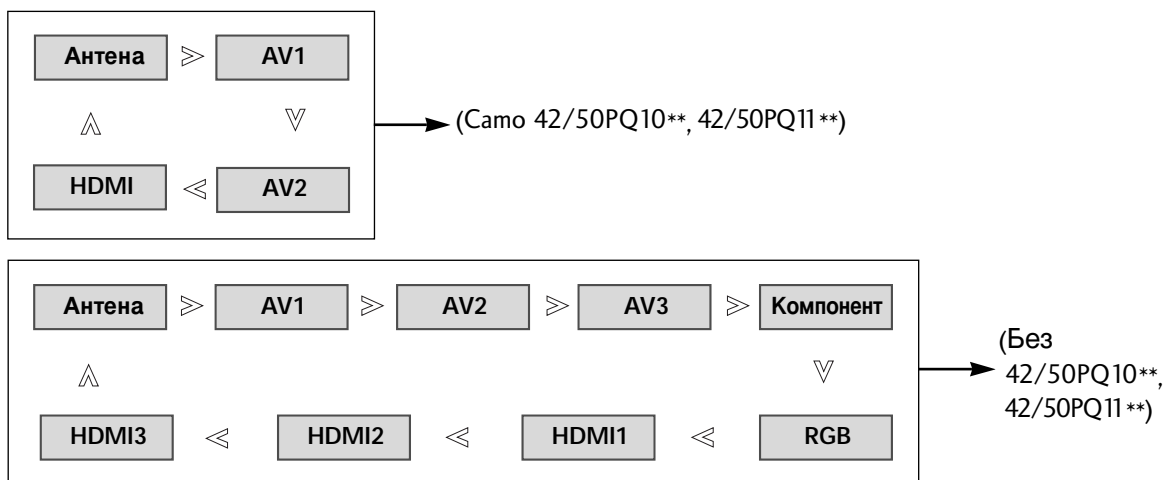 Антена AV1
(Само 42/50PQ10**, 42/50PQ11**)
HDMI AV2
Антена AV1 AV2 AV3 Компонент
(Без
42/50PQ10**,
42/50PQ11**)
HDMI3 HDMI2 HDMI1 RGB